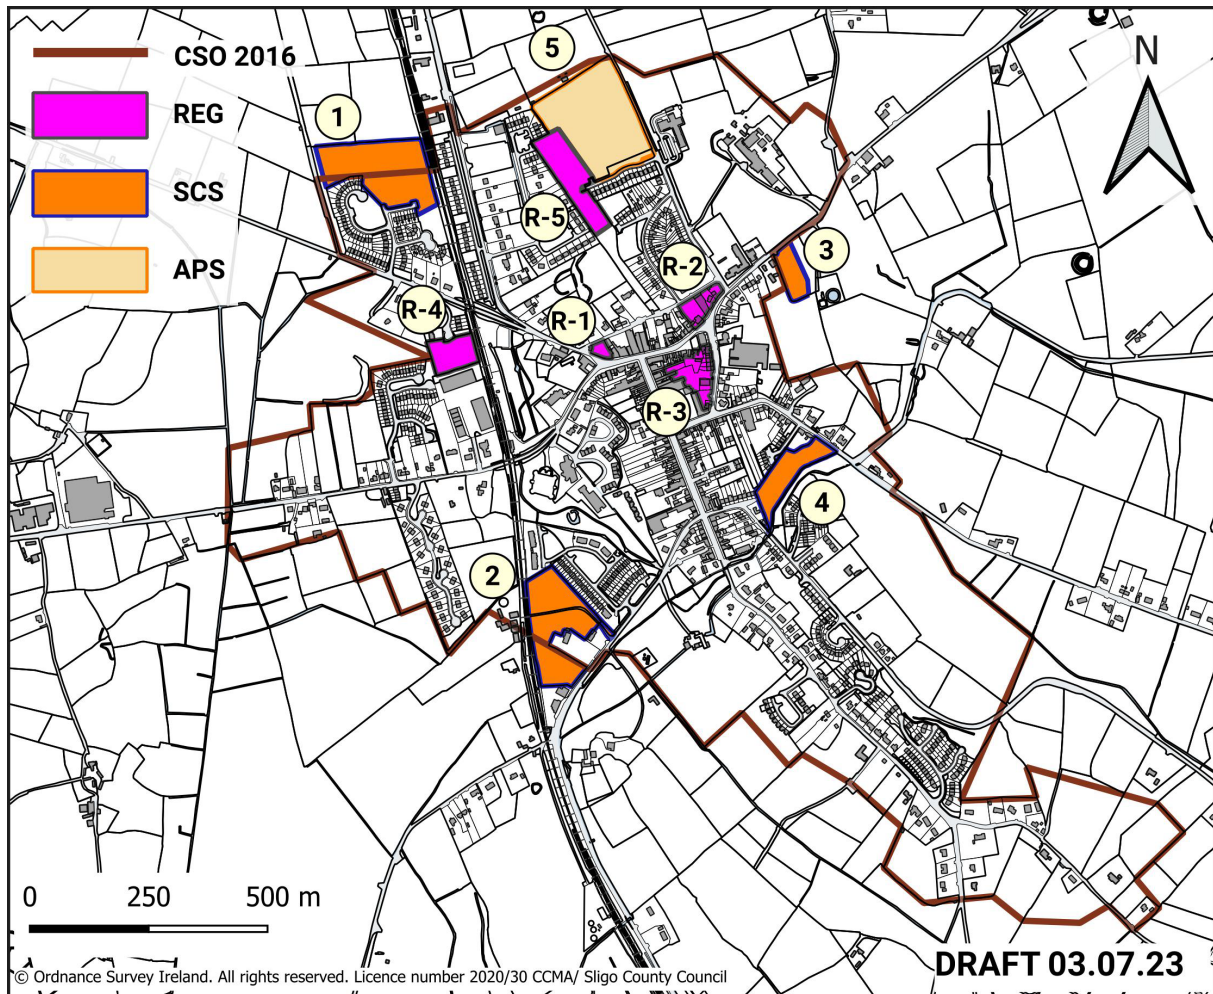 CSO 2016
REG
SCS
APS
N
5
1
R-5
R-2
3
R-4
R-1
R-3
4
2
0 250 500 m
DRAFT 03.07.23
© Ordnance Survey Ireland. All rights reserved. Licence number 2020/30 CCMA/ Sligo County Council